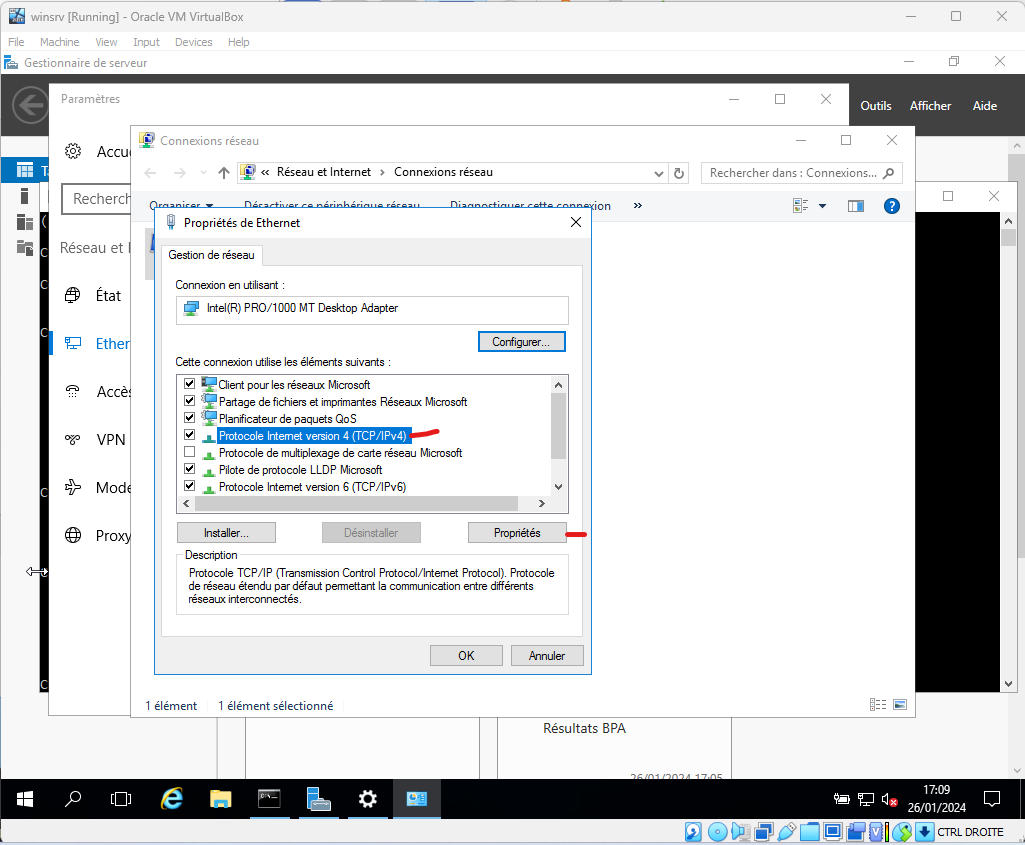 winsrv [Running] - Oracle VM VirtualBox
File Machine View Input Devices Help
Gestionnaire de serveur
Paramètres
Outils Afficher Aide
Connexions réseau
Réseau et Internet Connexions réseau
Rechercher dans : Connexions...
Organiser Désactiver ce périphérique réseau Diagnostiquer cette connexion »
Propriétés de Ethernet
Gestion de réseau
Connexion en utilisant :
Intel(R) PRO/1000 MT Desktop Adapter
Configurer...
Cette connexion utilise les éléments suivants :
Client pour les réseaux Microsoft
Partage de fichiers et imprimantes Réseaux Microsoft
Planificateur de paquets QoS
Protocole Internet version 4 (TCP/IPv4)
Protocole de multiplexage de carte réseau Microsoft
Pilote de protocole LLDP Microsoft
Protocole Internet version 6 (TCP/IPv6)
Installer... Désinstaller Propriétés
Description
Protocole TCP/IP (Transmission Control Protocol/Internet Protocol). Protocole
de réseau étendu par défaut permettant la communication entre différents
réseaux interconnectés.
OK Annuler
Accu
Recherch
Réseau et I
État
Ether
Accès
VPN
Mode
Proxy
1 élément 1 élément sélectionné
Résultats BPA
26/01/2024 17:05
17:09
26/01/2024
CTRL DROITE